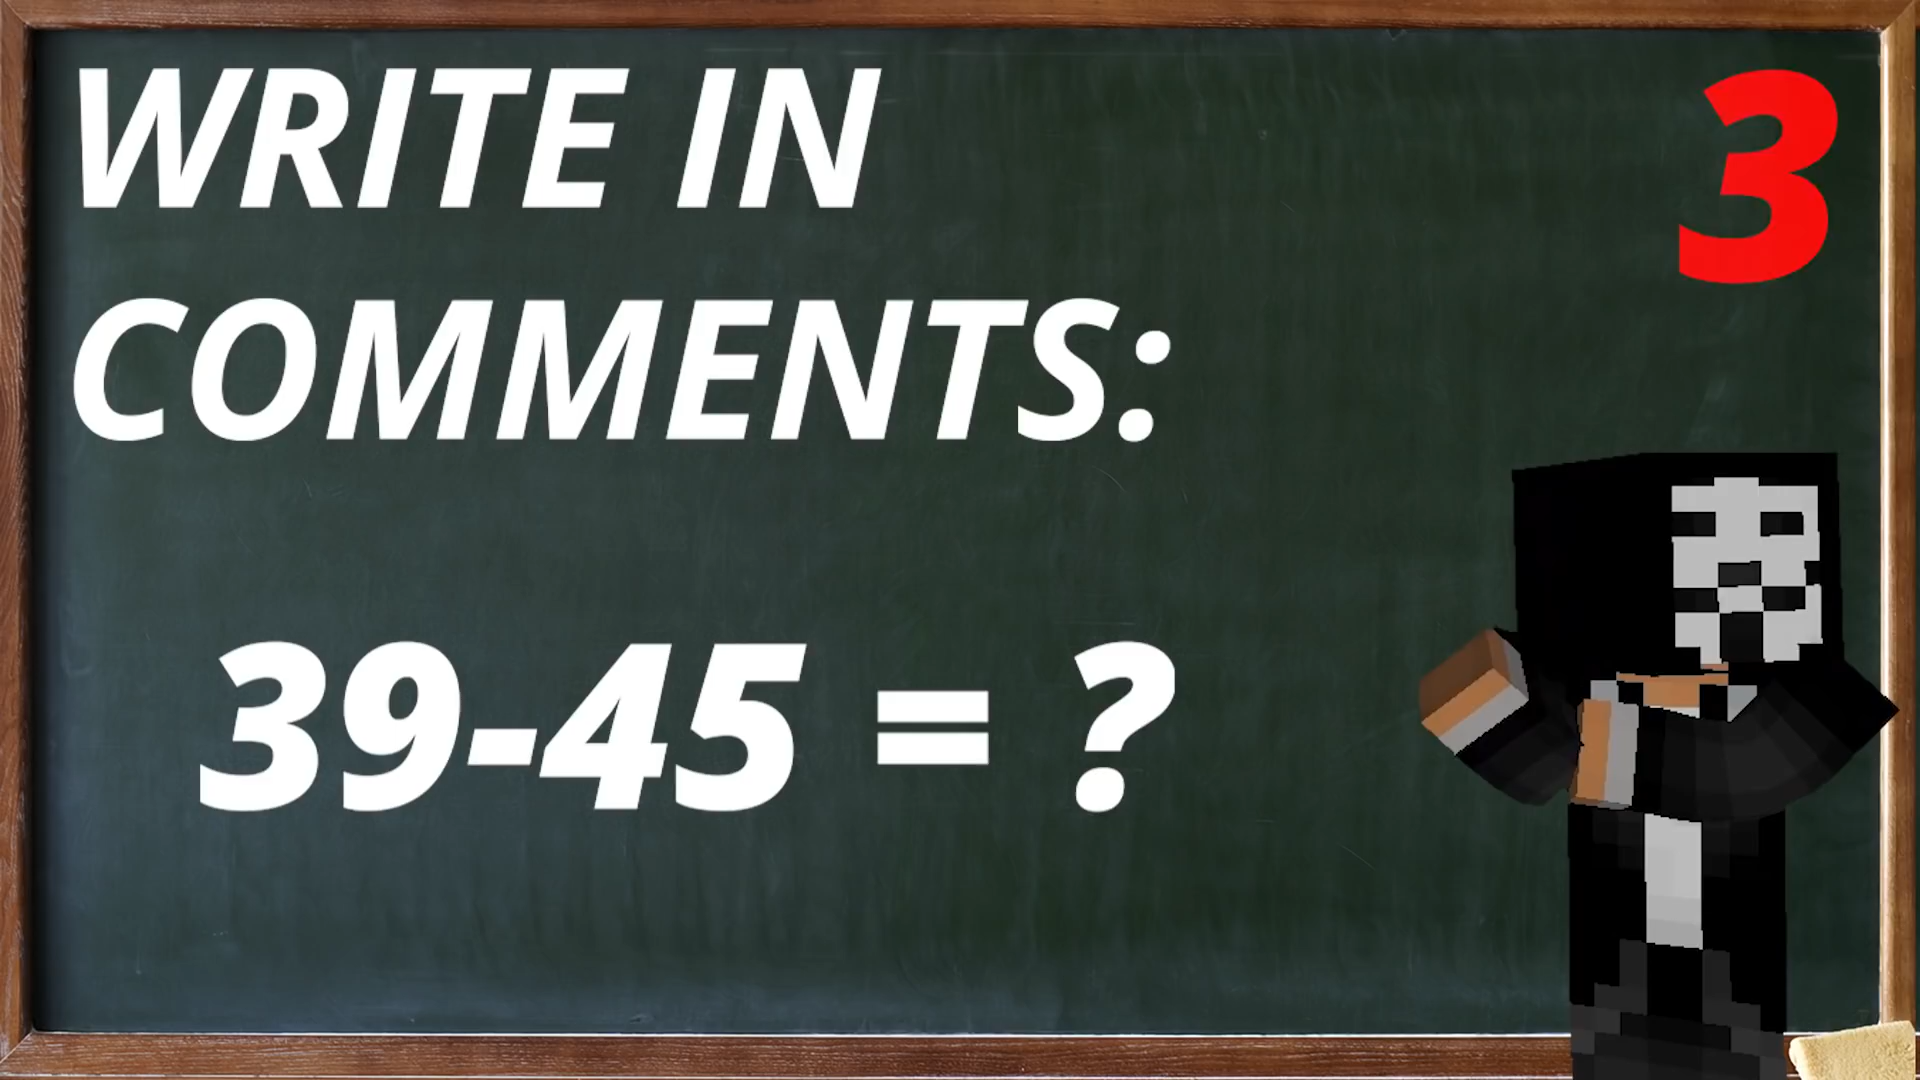 WRITE IN
COMMENTS:
3
39-45 = ?